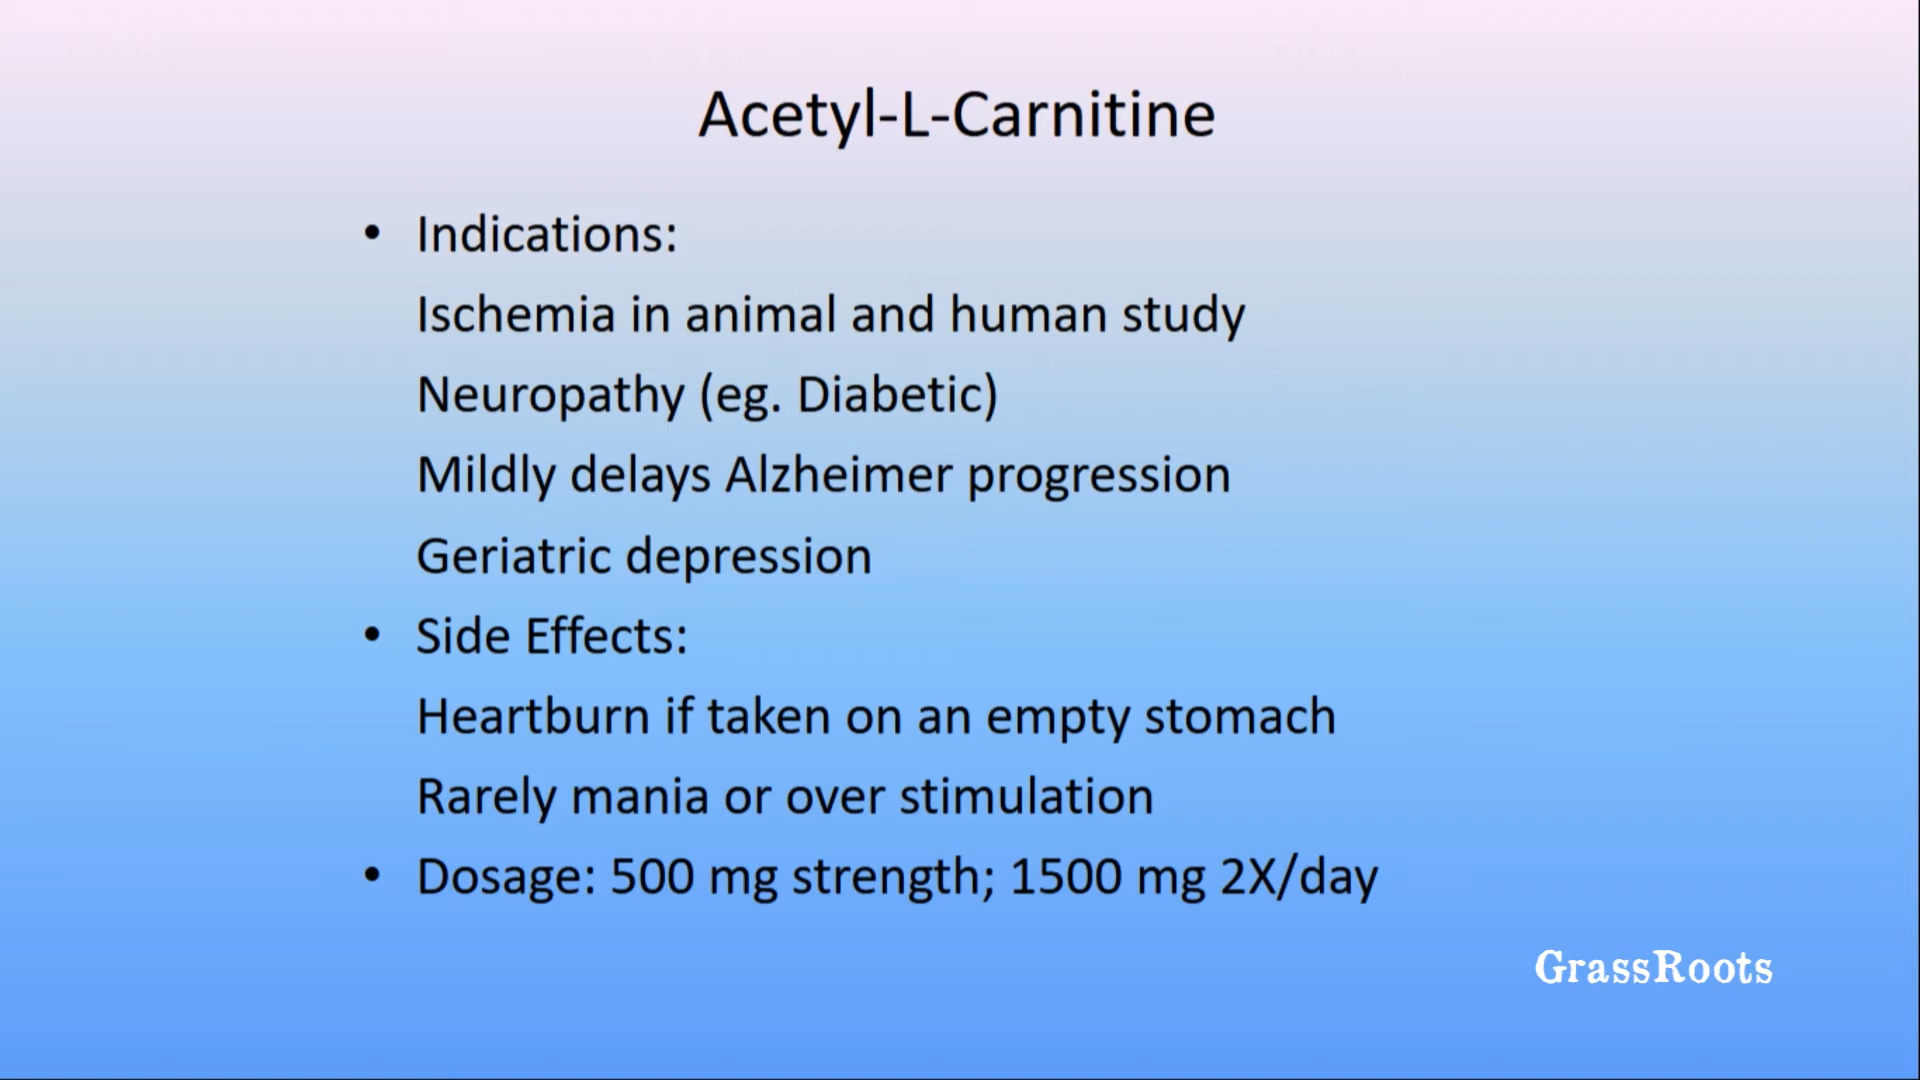 Acetyl-L-Carnitine
• Indications:
Ischemia in animal and human study
Neuropathy (eg. Diabetic)
Mildly delays Alzheimer progression
Geriatric depression
• Side Effects:
Heartburn if taken on an empty stomach
Rarely mania or over stimulation
• Dosage: 500 mg strength; 1500 mg 2X/day
GrassRoots